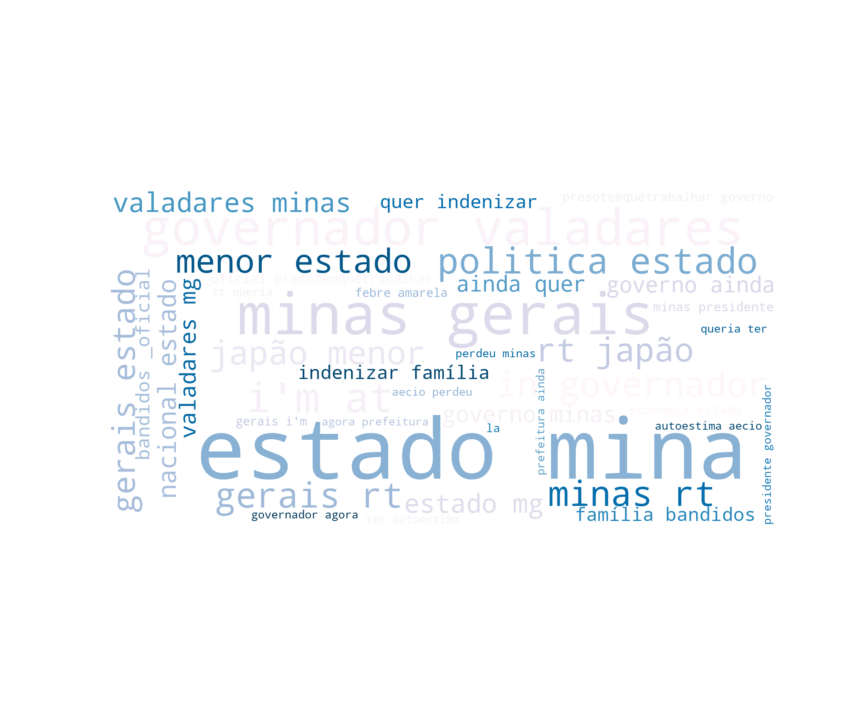 valadares minas
quer indenizar
presotemquetrabalhar governo
governador valadares
menor estado
politica estado
ainda quer
governo ainda
rt queria
febre amarela
minas gerais
minas presidente
queria ter
japão menor
perdeu minas
rt japão
indenizar família
i'm at
aecio perdeu
in governador
governo minas
gerais i'm
agora prefeitura
la
autoestima aecio
estado mina
gerais rt
estado mg
minas rt
governador agora
ter autoestima
família bandidos
gerais estado
bandidos _oficial
nacional estado
valadares mg
prefeitura ainda
presidente governador